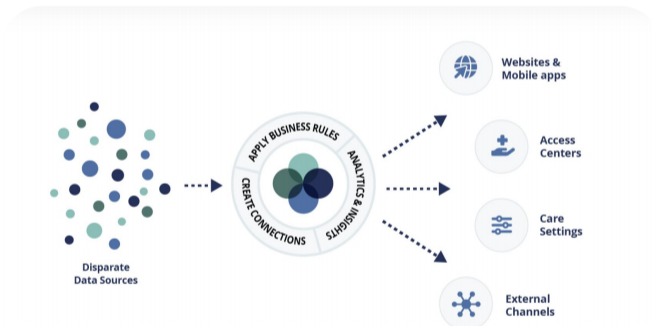 Disparate
Data Sources
APPLY BUSINESS RULES
ANALYTICS & INSIGHTS
CREATE CONNECTIONS
Websites &
Mobile apps
Access
Centers
Care
Settings
External
Channels